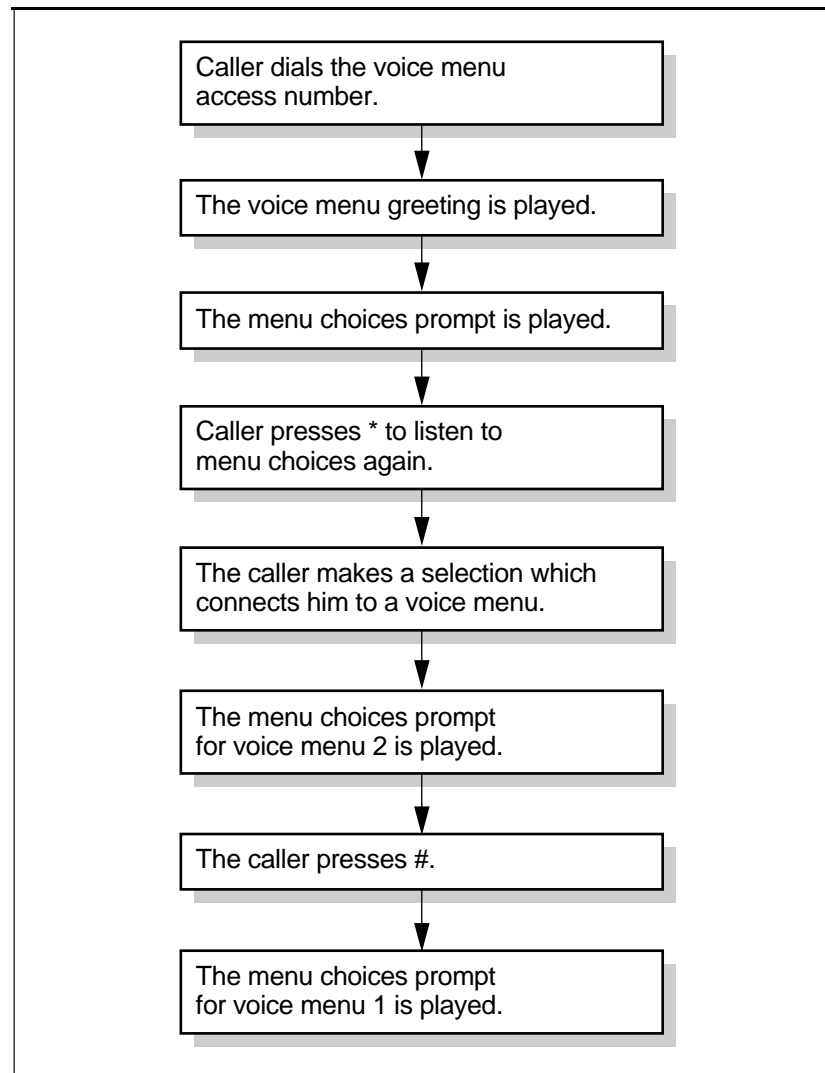 Caller dials the voice menu
access number.
The voice menu greeting is played.
The menu choices prompt is played.
Caller presses * to listen to
menu choices again.
The caller makes a selection which
connects him to a voice menu.
The menu choices prompt
for voice menu 2 is played.
The caller presses #.
The menu choices prompt
for voice menu 1 is played.